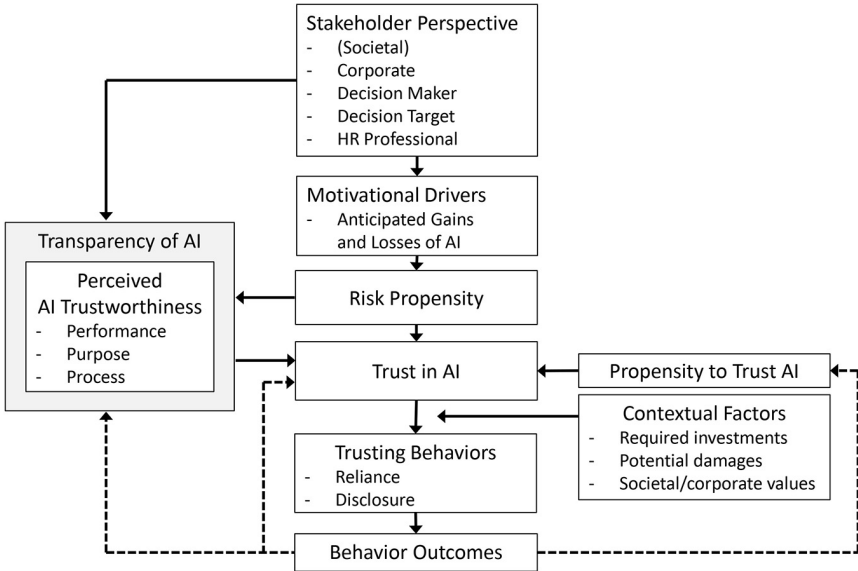 Stakeholder Perspective
- (Societal)
- Corporate
- Decision Maker
- Decision Target
- HR Professional
Motivational Drivers
- Anticipated Gains
and Losses of AI
Transparency of AI
Perceived
AI Trustworthiness
- Performance
- Purpose
- Process
Risk Propensity
Trust in AI
Propensity to Trust AI
Contextual Factors
- Required investments
- Potential damages
- Societal/corporate values
Trusting Behaviors
- Reliance
- Disclosure
Behavior Outcomes